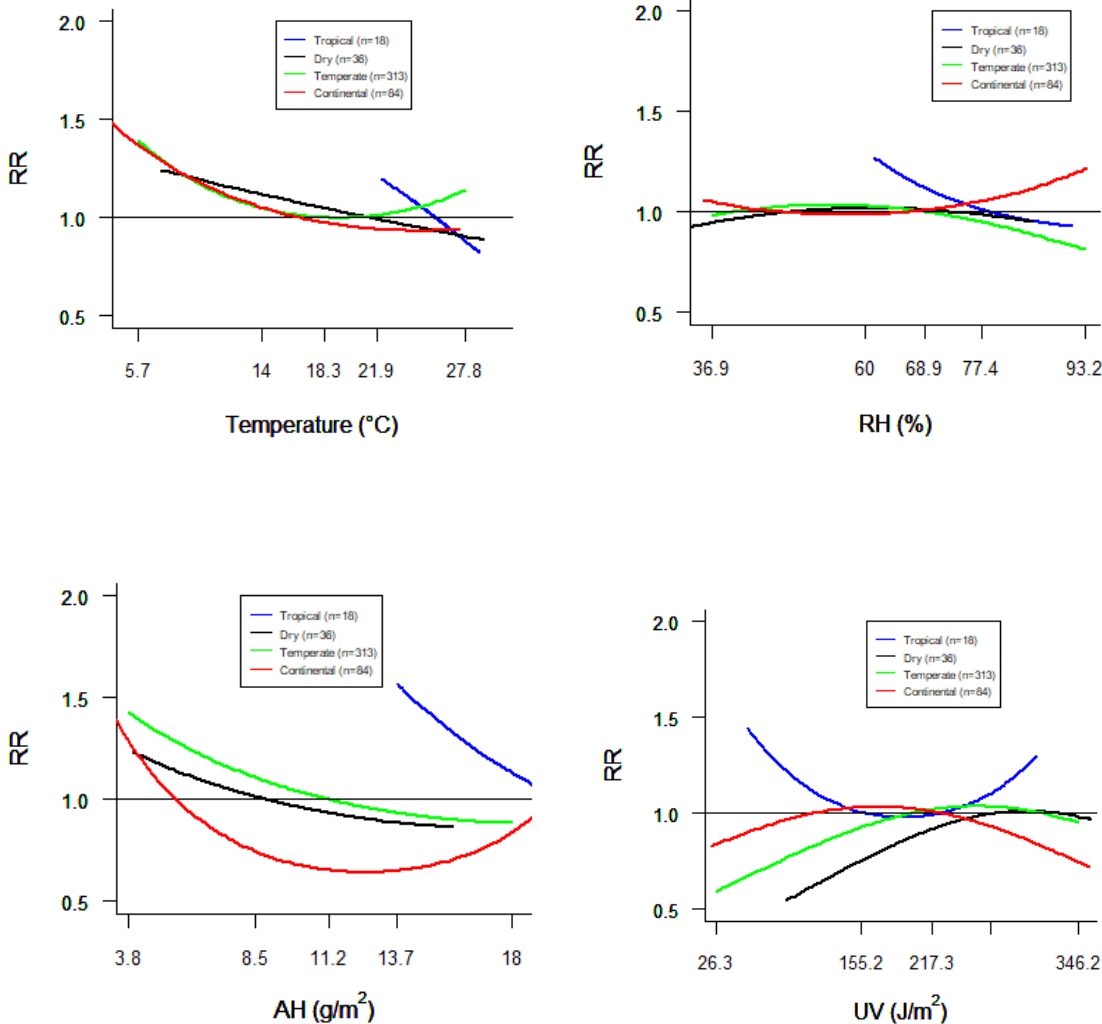 2.0
1.5
1.0
0.5
RR
Tropical (n=18)
Dry (n=36)
Temperate (n=313)
Continental (n=84)
5.7 14 18.3 21.9 27.8
Temperature (°C)
2.0
1.5
1.0
0.5
RR
Tropical (n=18)
Dry (n=36)
Temperate (n=313)
Continental (n=84)
36.9 60 68.9 77.4 93.2
RH (%)
2.0
1.5
1.0
0.5
RR
Tropical (n=18)
Dry (n=36)
Temperate (n=313)
Continental (n=84)
3.8 8.5 11.2 13.7 18
AH (g/m²)
2.0
1.5
1.0
0.5
RR
Tropical (n=18)
Dry (n=36)
Temperate (n=313)
Continental (n=84)
26.3 155.2 217.3 346.2
UV (J/m²)